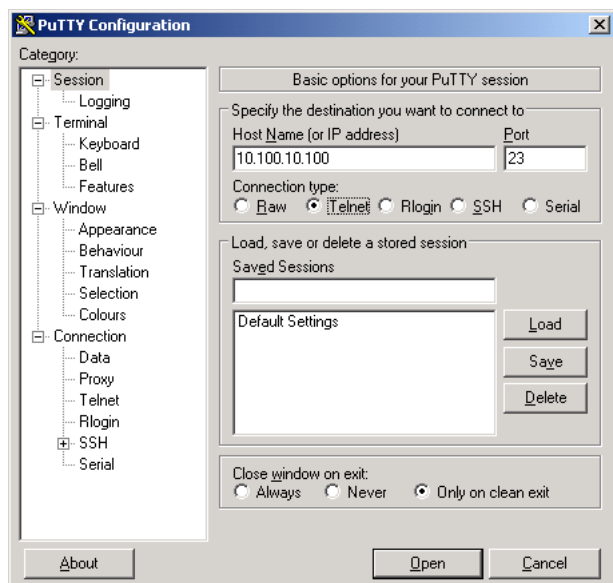 PuTTY Configuration
Category:
Session
Logging
Terminal
Keyboard
Bell
Features
Window
Appearance
Behaviour
Translation
Selection
Colours
Connection
Data
Proxy
Telnet
Rlogin
SSH
Serial
Basic options for your PuTTY session
Specify the destination you want to connect to
Host Name (or IP address) Port
10.100.10.100 23
Connection type:
Raw Telnet Rlogin SSH Serial
Load, save or delete a stored session
Saved Sessions
Default Settings
Load
Save
Delete
Close window on exit:
Always Never Only on clean exit
About Open Cancel